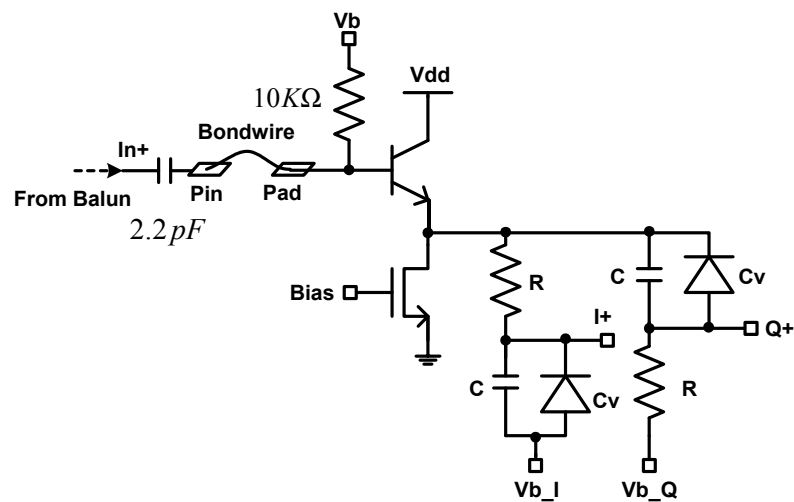 Vb
Vdd
10KΩ
Bondwire
In+
From Balun
Pin
Pad
2.2pF
R
C
Cv
Bias
I+
Q+
C
Cv
R
Vb_I
Vb_Q